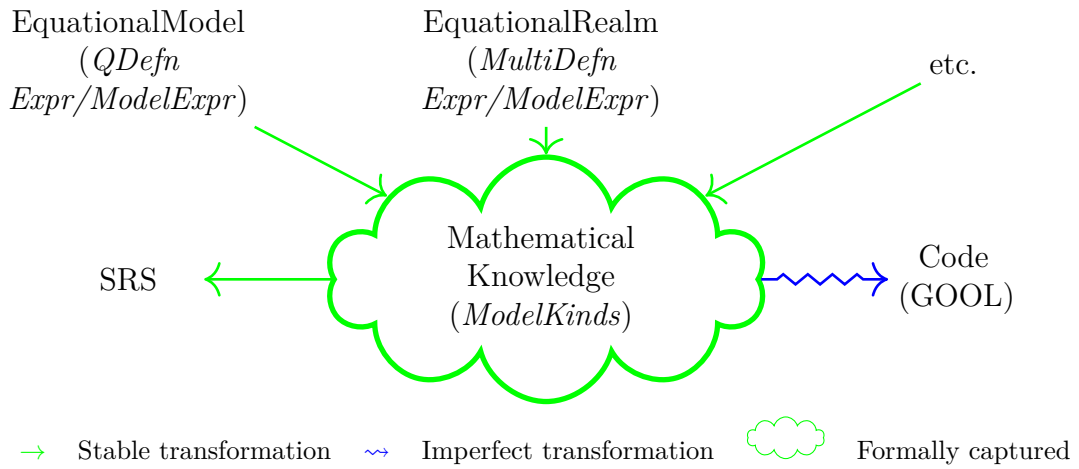 EquationalModel
(QDefn
Expr/ModelExpr)
EquationalRealm
(MultiDefn
Expr/ModelExpr)
etc.
Mathematical
Knowledge
(ModelKinds)
SRS
Code
(GOOL)
Stable transformation
Imperfect transformation
Formally captured